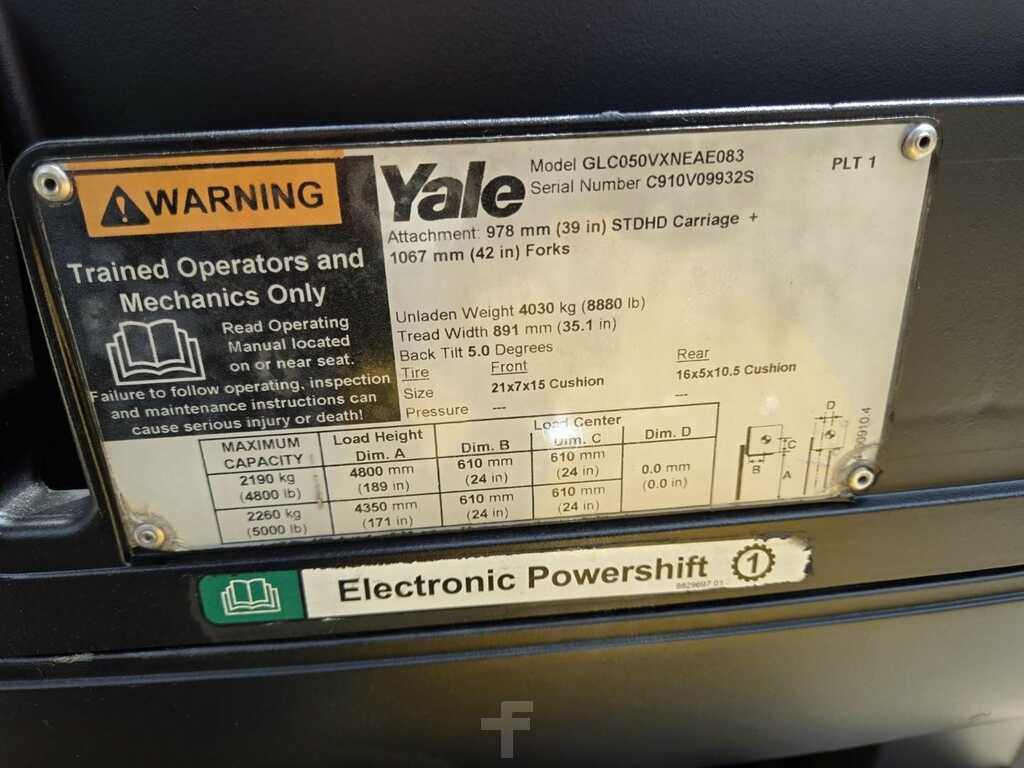 WARNING
Trained Operators and
Mechanics Only
Read Operating
Manual located
on or near seat.
Failure to follow operating, inspection
and maintenance instructions can
cause serious injury or death!
Yale
Model GLC050VXNEAE083
Serial Number C910V09932S
PLT 1
Attachment: 978 mm (39 in) STDHD Carriage +
1067 mm (42 in) Forks
Unladen Weight 4030 kg (8880 lb)
Tread Width 891 mm (35.1 in)
Back Tilt 5.0 Degrees
Tire Front Rear
Size 21x7x15 Cushion 16x5x10.5 Cushion
Pressure --- ---
MAXIMUM CAPACITY
Load Height Dim. A
Load Center
Dim. B Dim. C Dim. D
2190 kg 4800 mm 610 mm 610 mm 0.0 mm
(4800 lb) (189 in) (24 in) (24 in) (0.0 in)
2260 kg 4350 mm 610 mm 610 mm
(5000 lb) (171 in) (24 in) (24 in)
D
C
B
A
Electronic Powershift 1